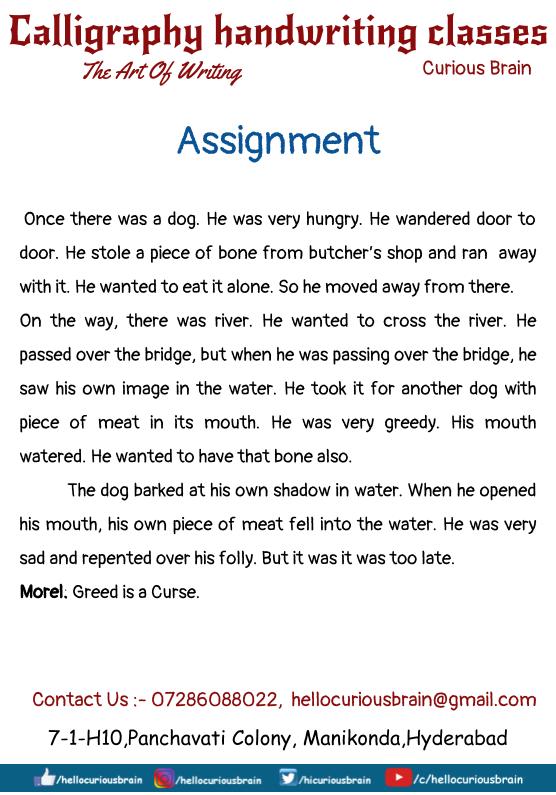 Calligraphy handwriting classes
The Art Of Writing
Curious Brain
Assignment
Once there was a dog. He was very hungry. He wandered door to
door. He stole a piece of bone from butcher's shop and ran away
with it. He wanted to eat it alone. So he moved away from there.
On the way, there was river. He wanted to cross the river. He
passed over the bridge, but when he was passing over the bridge, he
saw his own image in the water. He took it for another dog with
piece of meat in its mouth. He was very greedy. His mouth
watered. He wanted to have that bone also.
The dog barked at his own shadow in water. When he opened
his mouth, his own piece of meat fell into the water. He was very
sad and repented over his folly. But it was it was too late.
Morel. Greed is a Curse.
Contact Us :- 07286088022, hellocuriousbrain@gmail.com
7-1-H10,Panchavati Colony, Manikonda,Hyderabad
/hellocuriousbrain /hellocuriousbrain /hicuriousbrain /c/hellocuriousbrain